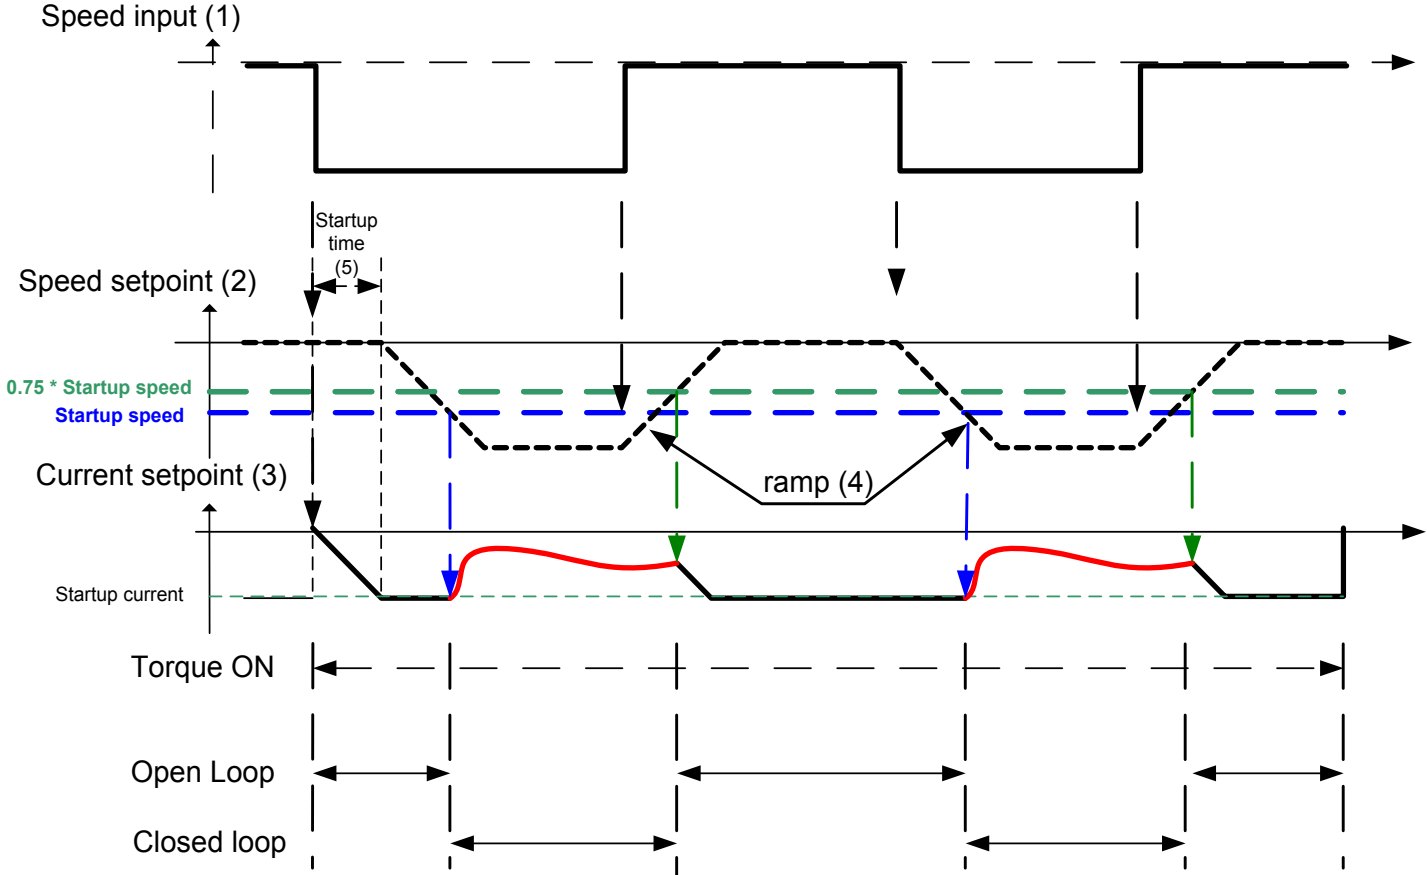 Speed input (1)
Startup
time
(5)
Speed setpoint (2)
0.75 * Startup speed
Startup speed
Current setpoint (3)
ramp (4)
Startup current
Torque ON
Open Loop
Closed loop